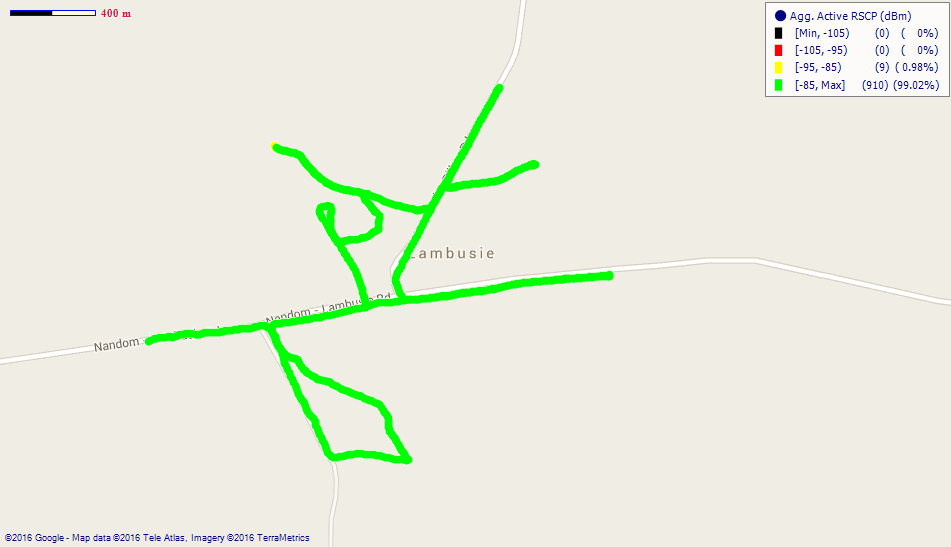 400 m
Agg. Active RSCP (dBm)
[Min, -105) (0) ( 0%)
[-105, -95) (0) ( 0%)
[-95, -85) (9) ( 0.98%)
[-85, Max] (910) (99.02%)
Lambusie
Nandom - Lambusie Rd
Nandom
©2016 Google - Map data ©2016 Tele Atlas, Imagery ©2016 TerraMetrics